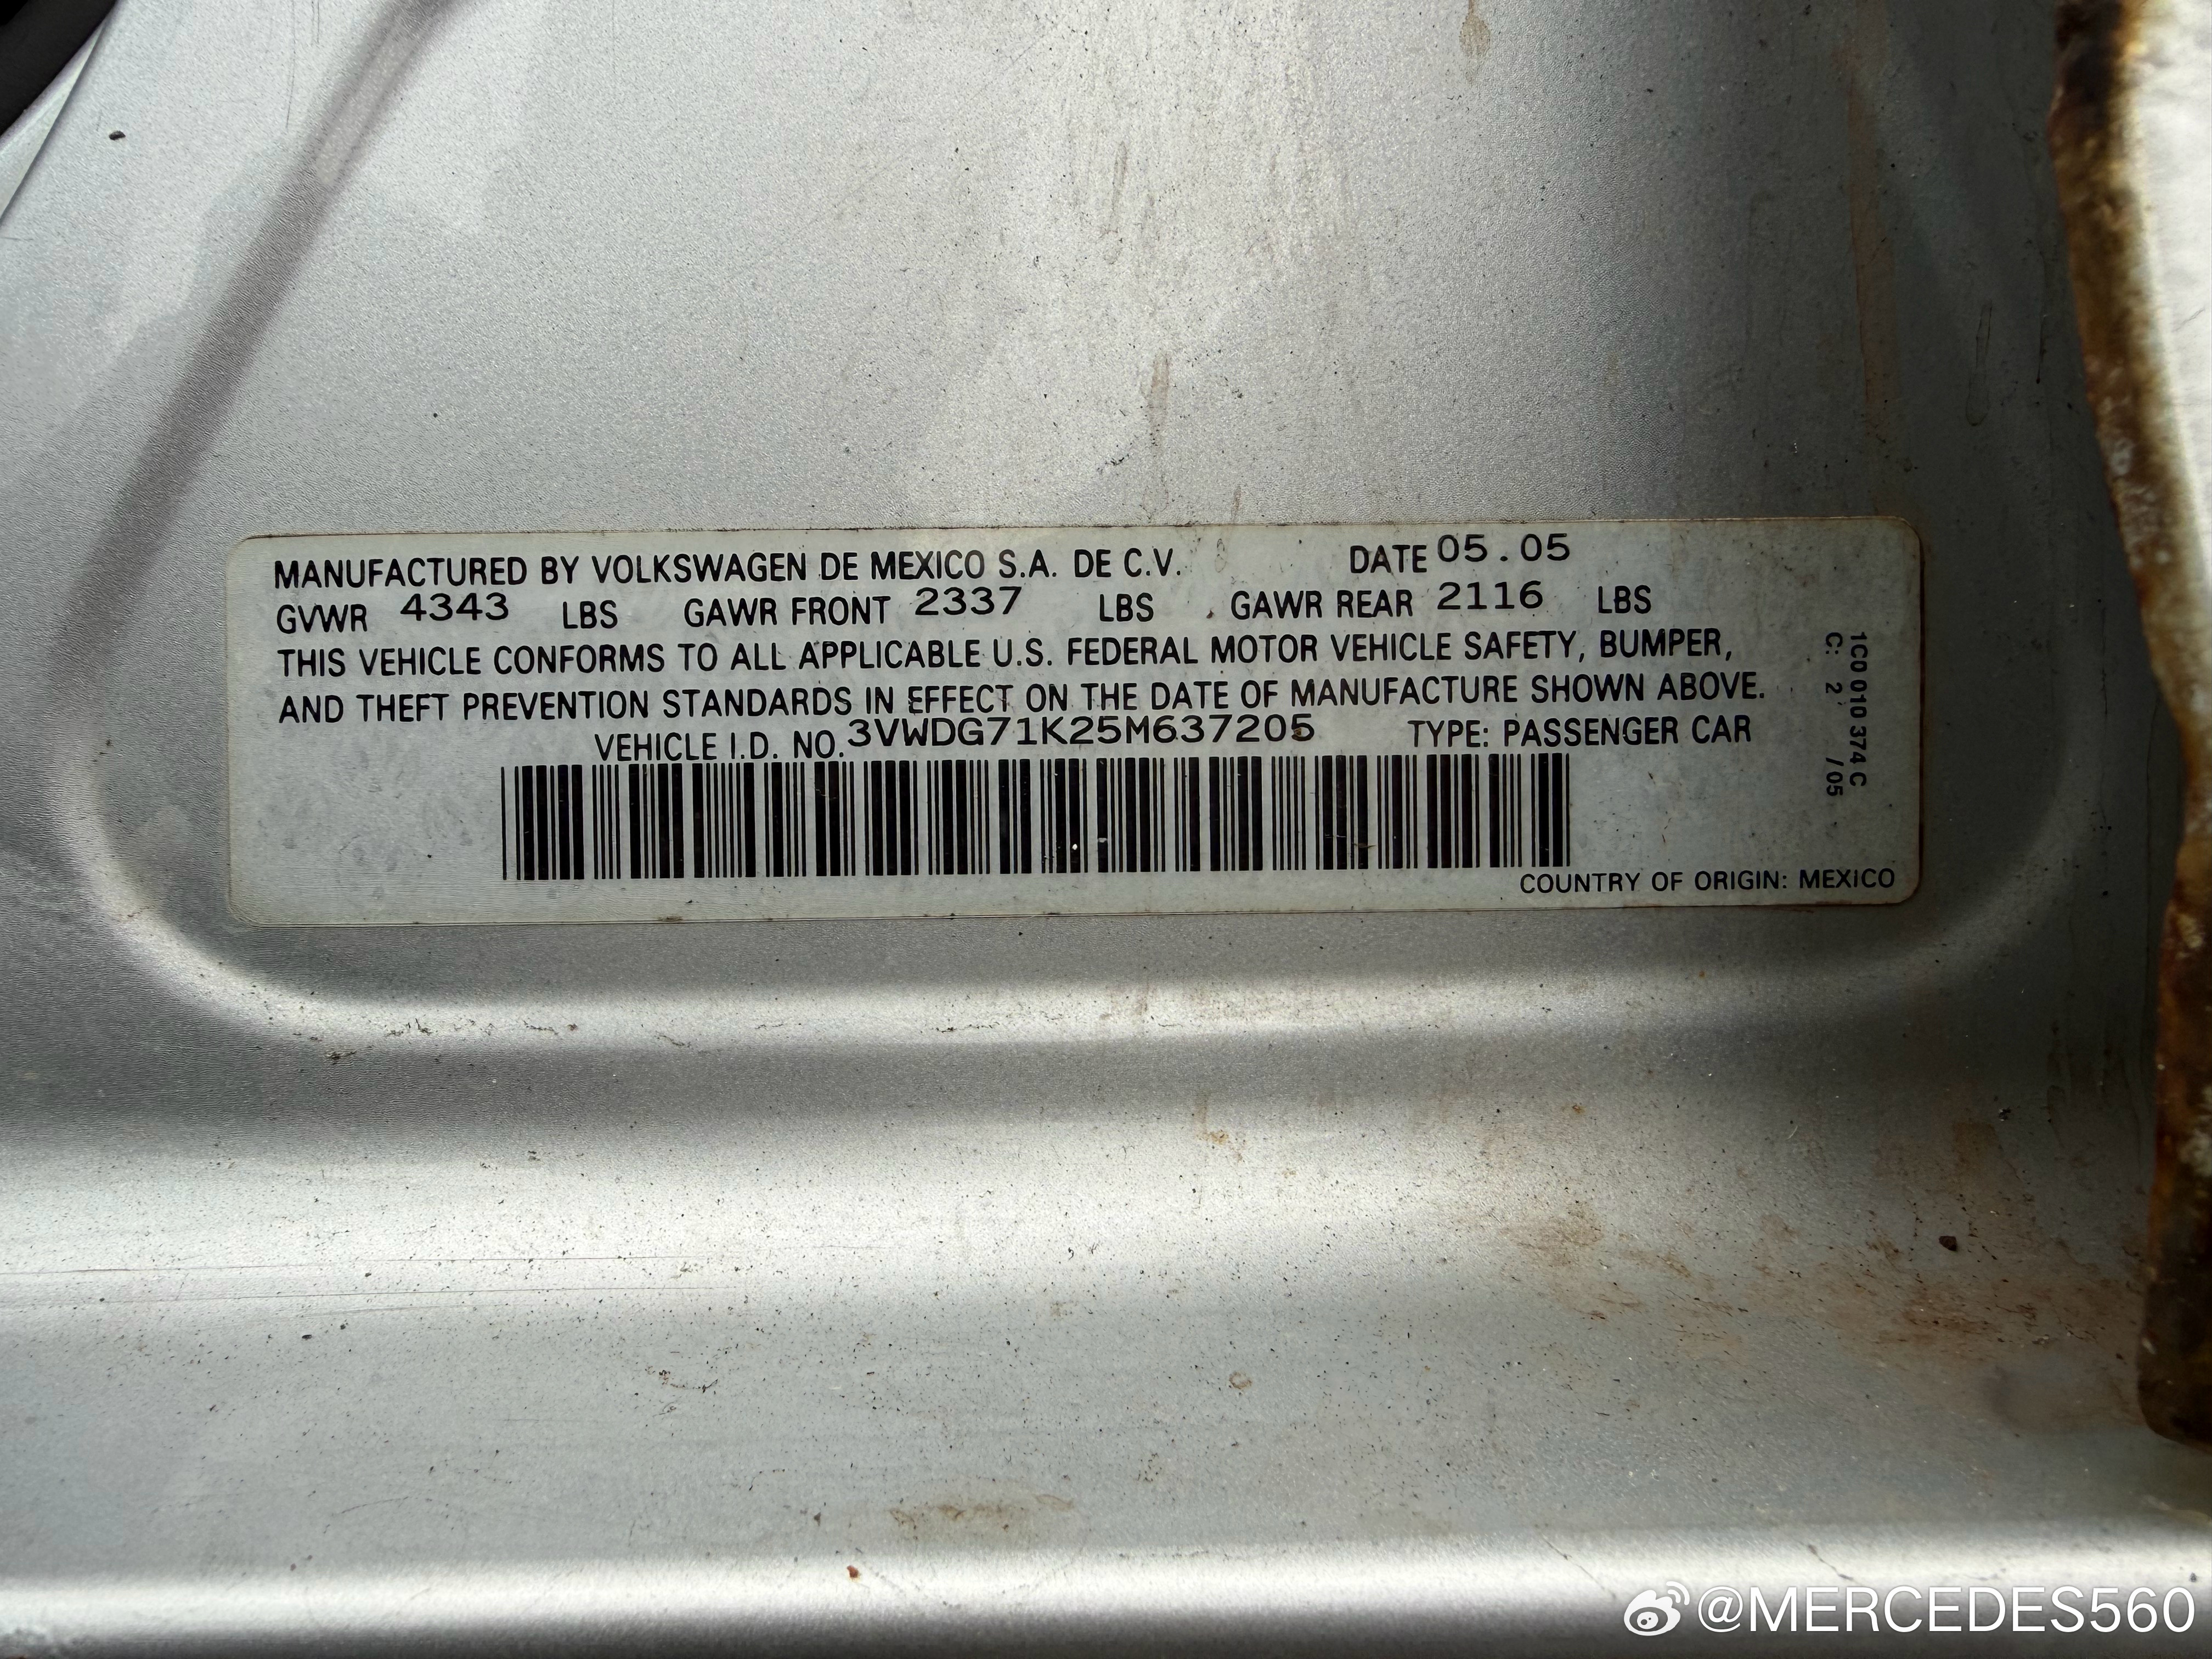 MANUFACTURED BY VOLKSWAGEN DE MEXICO S.A. DE C.V. DATE 05.05
GVWR 4343 LBS GAWR FRONT 2337 LBS GAWR REAR 2116 LBS
THIS VEHICLE CONFORMS TO ALL APPLICABLE U.S. FEDERAL MOTOR VEHICLE SAFETY, BUMPER,
AND THEFT PREVENTION STANDARDS IN EFFECT ON THE DATE OF MANUFACTURE SHOWN ABOVE.
VEHICLE I.D. NO. 3VWDG71K25M637205 TYPE: PASSENGER CAR
COUNTRY OF ORIGIN: MEXICO
1C0 010 374 C
C: 2 /05
@MERCEDES560